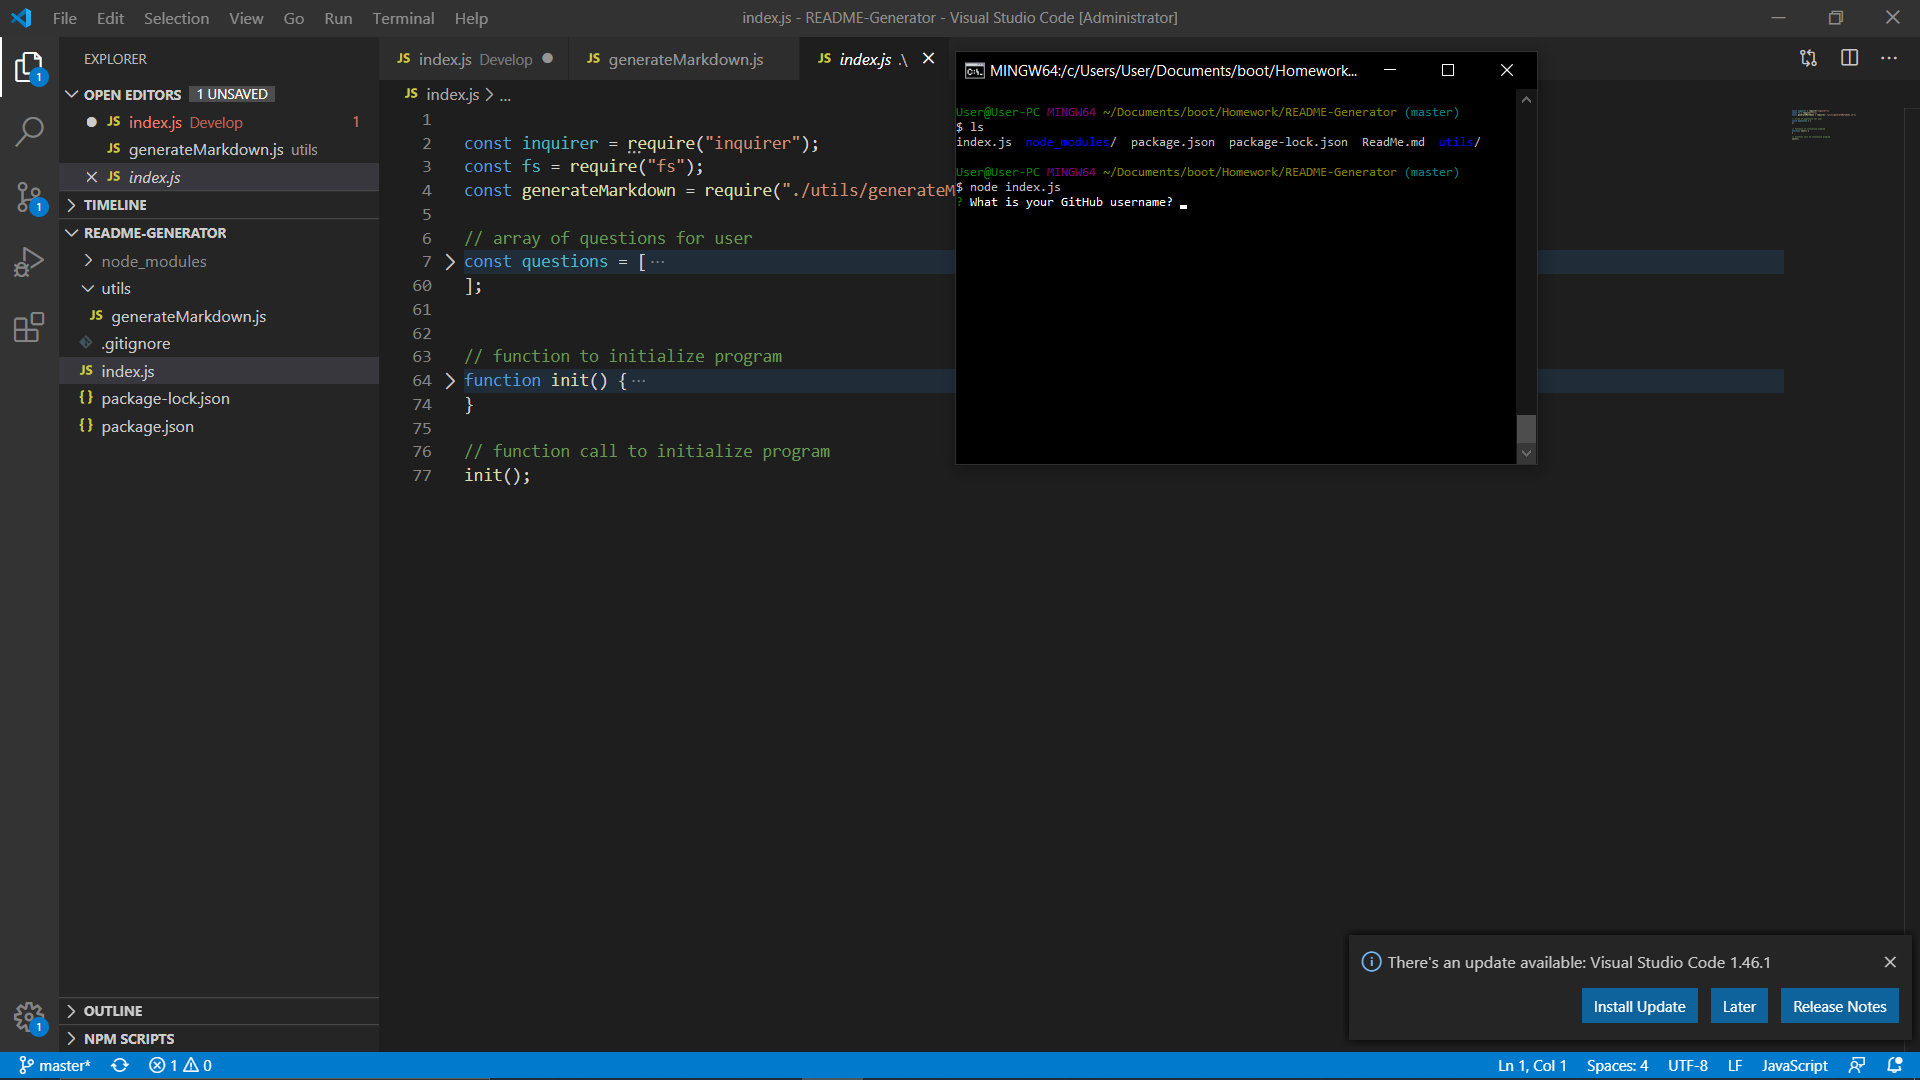 File Edit Selection View Go Run Terminal Help
index.js - README-Generator - Visual Studio Code [Administrator]
EXPLORER
OPEN EDITORS 1 UNSAVED
JS index.js Develop 1
JS generateMarkdown.js utils
JS index.js
TIMELINE
README-GENERATOR
node_modules
utils
JS generateMarkdown.js
.gitignore
JS index.js
{} package-lock.json
{} package.json
OUTLINE
NPM SCRIPTS
1
1
1
JS index.js Develop
JS generateMarkdown.js
JS index.js .\
JS index.js > ...
1
2 const inquirer = require("inquirer");
3 const fs = require("fs");
4 const generateMarkdown = require("./utils/generateM
5
6 // array of questions for user
7 const questions = [ ...
60 ];
61
62
63 // function to initialize program
64 function init() { ...
74 }
75
76 // function call to initialize program
77 init();
MINGW64:/c/Users/User/Documents/boot/Homework...
User@User-PC MINGW64 ~/Documents/boot/Homework/README-Generator (master)
$ ls
index.js node_modules/ package.json package-lock.json ReadMe.md utils/
User@User-PC MINGW64 ~/Documents/boot/Homework/README-Generator (master)
$ node index.js
? What is your GitHub username?
There's an update available: Visual Studio Code 1.46.1
Install Update Later Release Notes
master* 1 0
Ln 1, Col 1 Spaces: 4 UTF-8 LF JavaScript